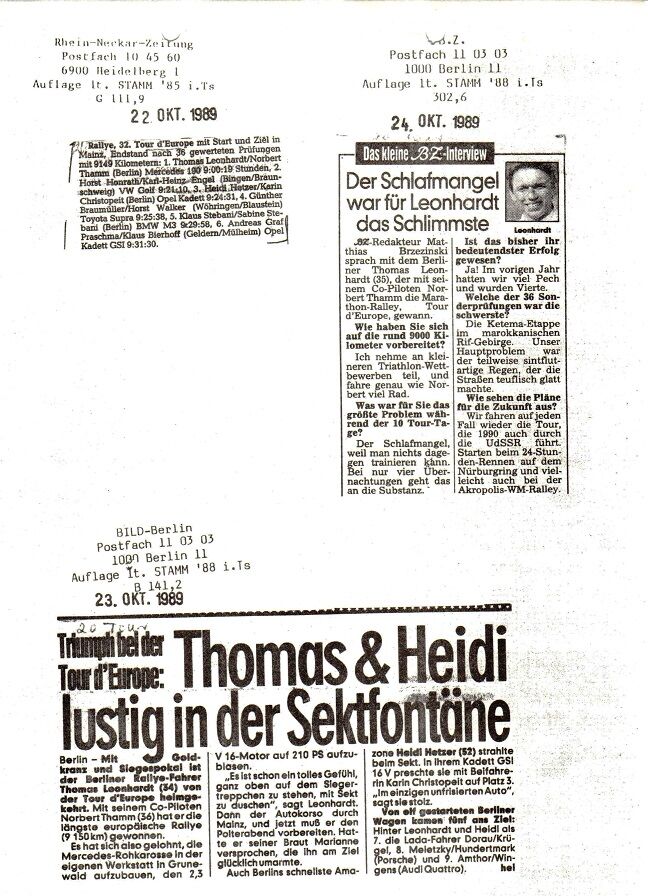 Rhein-Neckar-Zeitung
Postfach 10 45 60
6900 Heidelberg 1
Auflage lt. STAMM '85 i.Ts
G 111,9
22 OKT. 1989
Rallye, 32. Tour d'Europe mit Start und Ziel in
Mainz, Endstand nach 36 gewerteten Prüfungen
mit 9149 Kilometern: 1. Thomas Leonhardt/Norbert
Thamm (Berlin) Mercedes 190 9:00:19 Stunden, 2.
Horst Honrath/Karl-Heinz Engel (Bingen/Braun-
schweig) VW Golf 9:21:10, 3. Heidi Hetzer/Karin
Christopeit (Berlin) Opel Kadett 9:24:31, 4. Günther
Braumüller/Horst Walker (Wöhringen/Blaustein)
Toyota Supra 9:25:38, 5. Klaus Stebani/Sabine Ste-
bani (Berlin) BMW M3 9:29:58, 6. Andreas Graf
Praschma/Klaus Bierhoff (Geldern/Mülheim) Opel
Kadett GSI 9:31:30.
B.Z.
Postfach 11 03 03
1000 Berlin 11
Auflage lt. STAMM '88 i.Ts
302,6
24. OKT. 1989
Das Kleine BZ-Interview
Der Schlafmangel
war für Leonhardt
das Schlimmste
Leonhardt
BZ-Redakteur Mat-
thias Brzezinski
sprach mit dem Berli-
ner Thomas Leon-
hardt (35), der mit sei-
nem Co-Piloten Nor-
bert Thamm die Mara-
thon-Ralley, Tour
d'Europe, gewann.
Wie haben Sie sich
auf die rund 9000 Ki-
lometer vorbereitet?
Ich nehme an klei-
neren Triathlon-Wett-
bewerben teil, und
fahre genau wie Nor-
bert viel Rad.
Was war für Sie das
größte Problem wäh-
rend der 10 Tour-Ta-
ge?
Der Schlafmangel,
weil man nichts dage-
gen trainieren kann.
Bei nur vier Über-
nachtungen geht das
an die Substanz.
Ist das bisher ihr
bedeutendster Erfolg
gewesen?
Ja! Im vorigen Jahr
hatten wir viel Pech
und wurden Vierte.
Welche der 36 Son-
derprüfungen war die
schwerste?
Die Ketema-Etappe
im marokkanischen
Rif-Gebirge. Unser
Hauptproblem war
der teilweise sintflut-
artige Regen, der die
Straßen teuflisch glatt
machte.
Wie sehen die Pläne
für die Zukunft aus?
Wir fahren auf jeden
Fall wieder die Tour,
die 1990 auch durch
die UdSSR führt.
Starten beim 24-Stun-
den-Rennen auf dem
Nürburgring und viel-
leicht auch bei der
Akropolis-WM-Ralley.
BILD-Berlin
Postfach 11 03 03
1000 Berlin 11
Auflage lt. STAMM '88 i.Ts
B 141,2
23. OKT. 1989
Triumph bei der
Tour d'Europe:
Thomas & Heidi
lustig in der Sektfontäne
Berlin – Mit Gold-
kranz und Siegespokal ist
der Berliner Rallye-Fahrer
Thomas Leonhardt (34) von
der Tour d'Europe heimge-
kehrt. Mit seinem Co-Piloten
Norbert Thamm (36) hat er die
längste europäische Rallye
(9 150 km) gewonnen.
Es hat sich also gelohnt, die
Mercedes-Rohkarosse in der
eigenen Werkstatt in Grune-
wald aufzubauen, den 2,3
V 16-Motor auf 210 PS aufzu-
blasen.
„Es ist schon ein tolles Gefühl,
ganz oben auf dem Sieger-
treppchen zu stehen, mit Sekt
zu duschen", sagt Leonhardt.
Dann der Autokorso durch
Mainz, und jetzt muß er den
Polterabend vorbereiten. Hat-
te er seiner Braut Marianne
versprochen, die ihn am Ziel
glücklich umarmte.
Auch Berlins schnellste Ama-
zone Heidi Hetzer (52) strahlte
beim Sekt. In ihrem Kadett GSI
16 V preschte sie mit Beifahre-
rin Karin Christopeit auf Platz 3.
„Im einzigen unfrisierten Auto",
sagt sie stolz.
Von elf gestarteten Berliner
Wagen kamen fünf ans Ziel:
Hinter Leonhardt und Heidi als
7. die Lada-Fahrer Dorau/Krü-
gel, 8. Meletzky/Hundertmark
(Porsche) und 9. Amthor/Win-
gens (Audi Quattro). hel